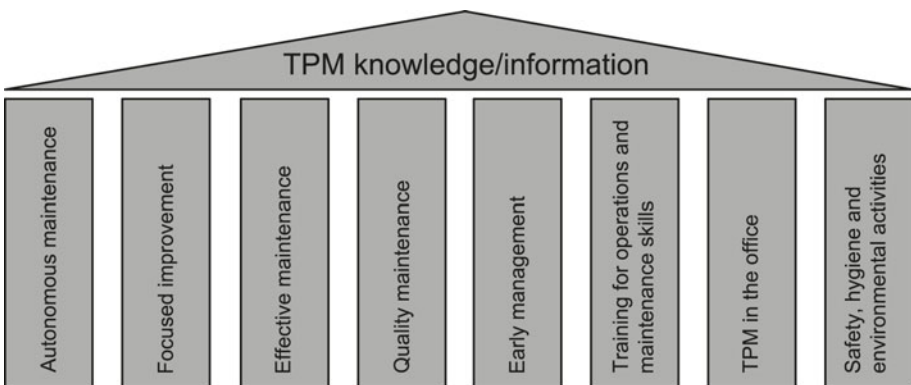 TPM knowledge/information
Autonomous maintenance
Focused improvement
Effective maintenance
Quality maintenance
Early management
Training for operations and
maintenance skills
TPM in the office
Safety, hygiene and
environmental activities